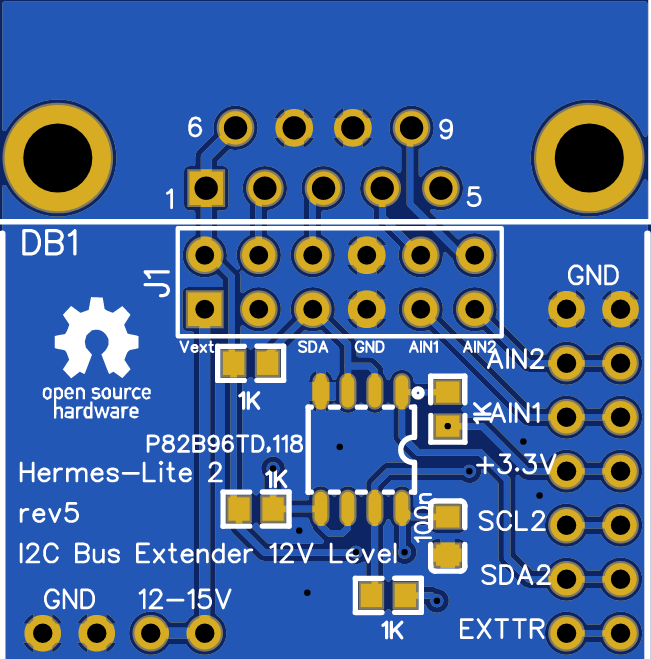 6
9
1
5
DB1
J1
GND
Vext
SDA
GND
AIN1
AIN2
AIN2
open source
hardware
1K
1K
AIN1
P82B96TD,118
+3.3V
Hermes-Lite 2
1K
rev5
100n
SCL2
I2C Bus Extender 12V Level
SDA2
GND
12-15V
1K
EXTTR